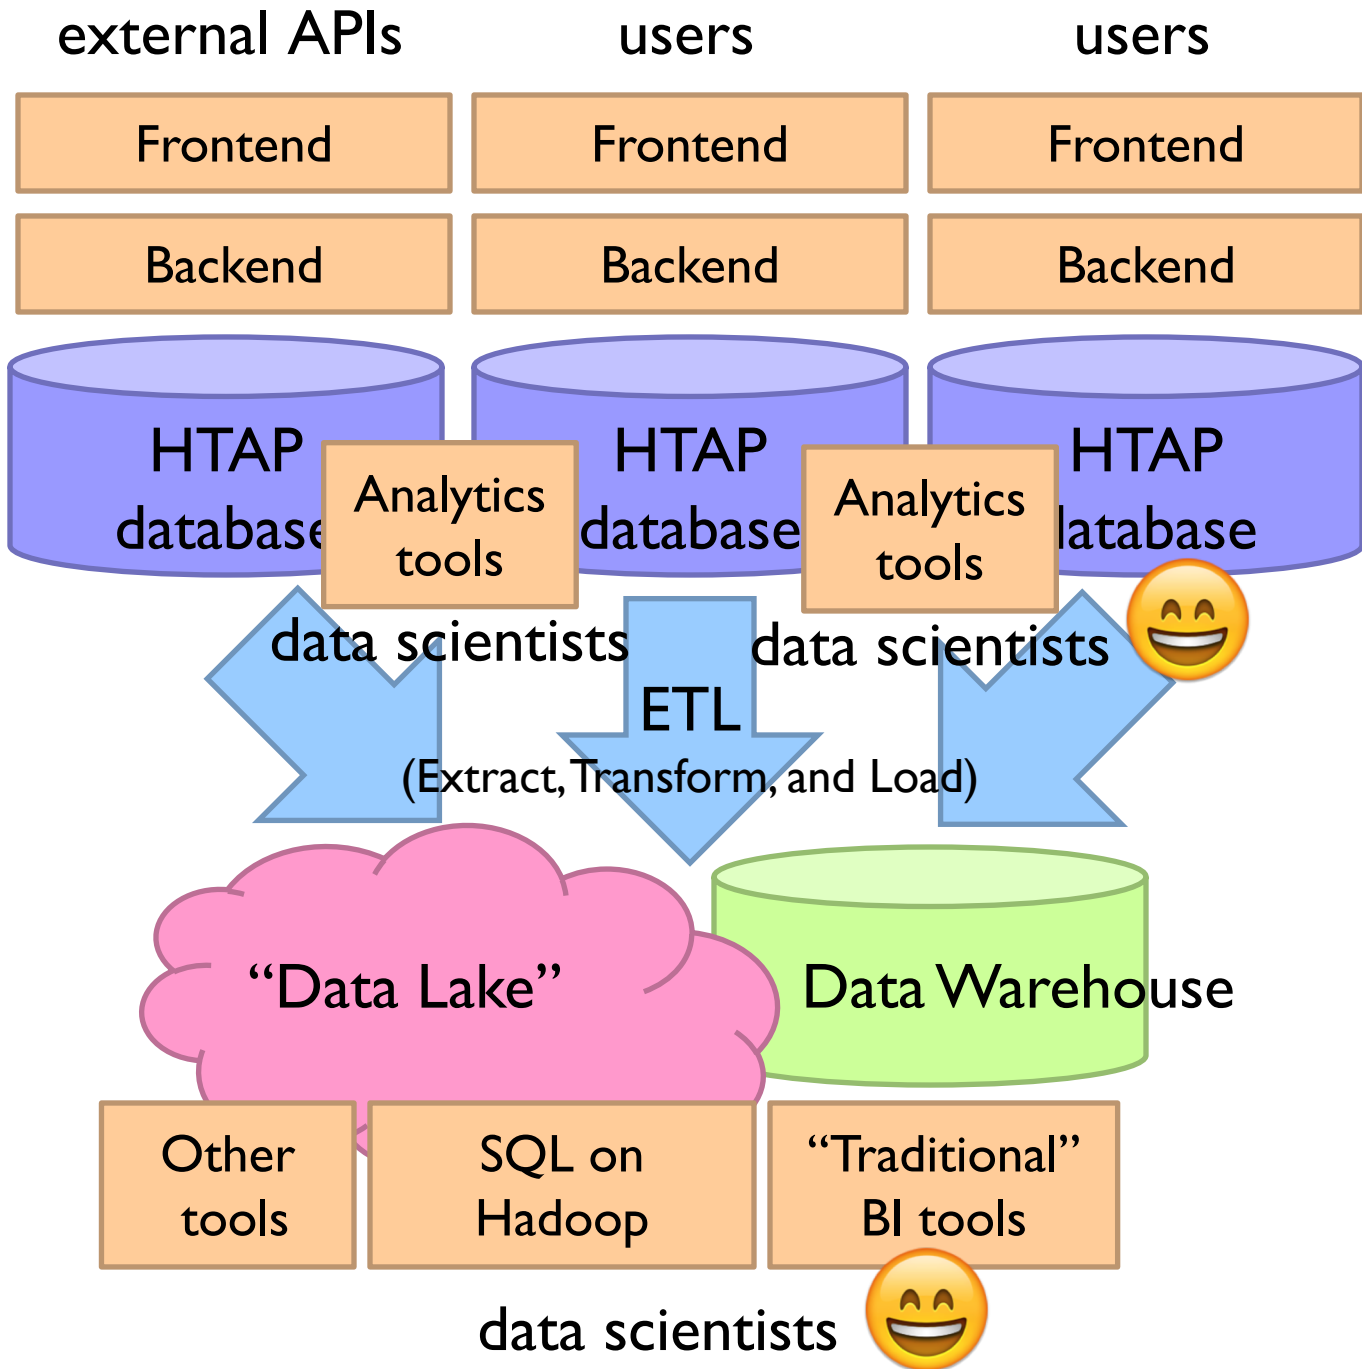 external APIs
users
users
Frontend
Frontend
Frontend
Backend
Backend
Backend
HTAP
database
HTAP
database
HTAP
database
Analytics
tools
Analytics
tools
data scientists
data scientists
ETL
(Extract, Transform, and Load)
“Data Lake”
Data Warehouse
Other
tools
SQL on
Hadoop
“Traditional”
BI tools
data scientists